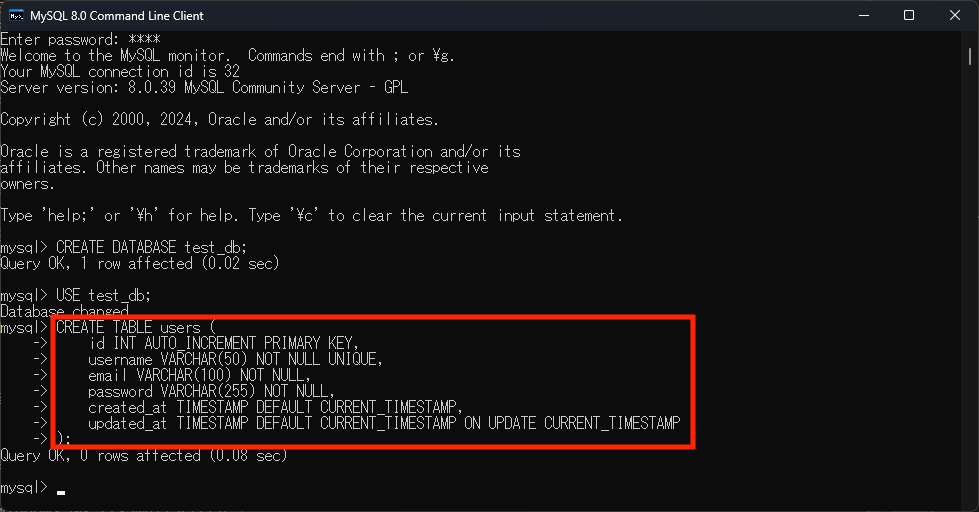 MySQL 8.0 Command Line Client
Enter password: ****
Welcome to the MySQL monitor.  Commands end with ; or ¥g.
Your MySQL connection id is 32
Server version: 8.0.39 MySQL Community Server - GPL
Copyright (c) 2000, 2024, Oracle and/or its affiliates.
Oracle is a registered trademark of Oracle Corporation and/or its
affiliates. Other names may be trademarks of their respective
owners.
Type 'help;' or '¥h' for help. Type '¥c' to clear the current input statement.
mysql> CREATE DATABASE test_db;
Query OK, 1 row affected (0.02 sec)
mysql> USE test_db;
Database changed
mysql> CREATE TABLE users (
    ->     id INT AUTO_INCREMENT PRIMARY KEY,
    ->     username VARCHAR(50) NOT NULL UNIQUE,
    ->     email VARCHAR(100) NOT NULL,
    ->     password VARCHAR(255) NOT NULL,
    ->     created_at TIMESTAMP DEFAULT CURRENT_TIMESTAMP,
    ->     updated_at TIMESTAMP DEFAULT CURRENT_TIMESTAMP ON UPDATE CURRENT_TIMESTAMP
    -> );
Query OK, 0 rows affected (0.08 sec)
mysql>